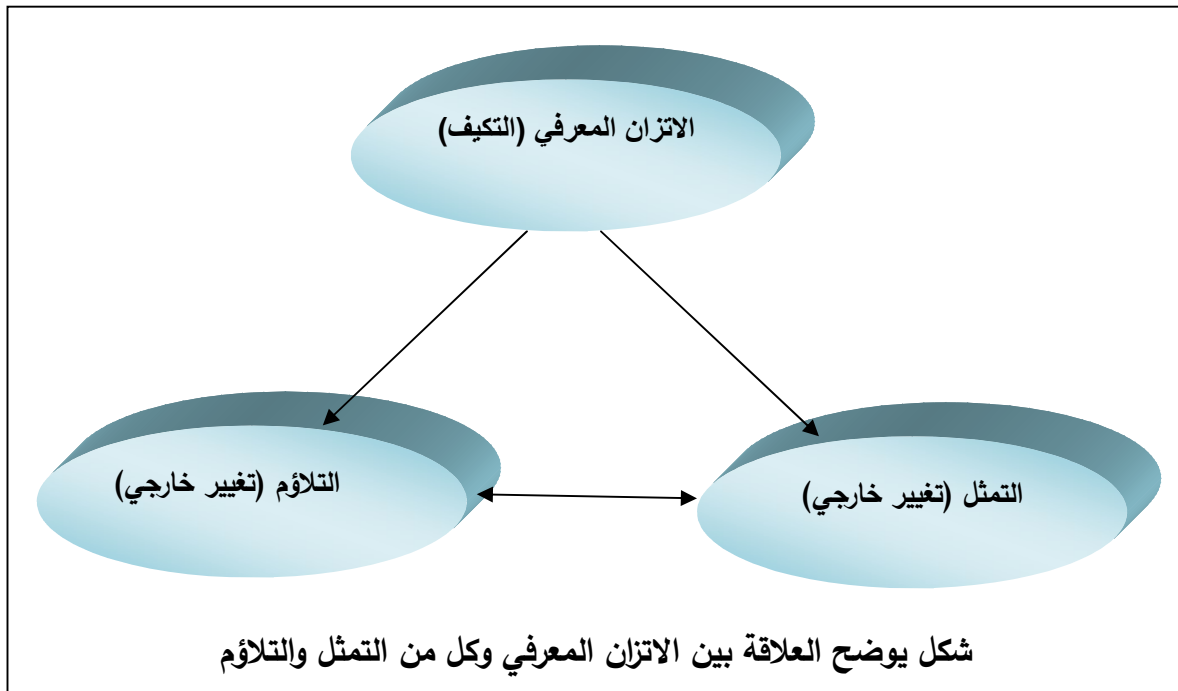 الاتزان المعرفي (التكيف)
التمثل (تغيير خارجي)
التلاؤم (تغيير خارجي)
شكل يوضح العلاقة بين الاتزان المعرفي وكل من التمثل والتلاؤم